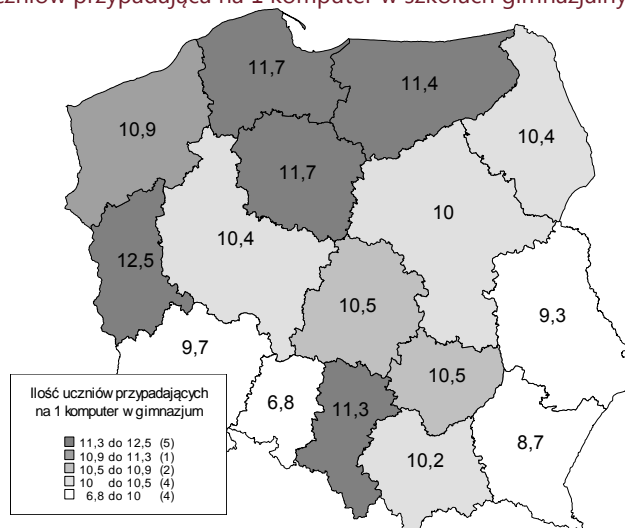 uczniów przypadająca na 1 komputer w szkołach gimnazjalny
11,7
11,4
10,9
10,4
11,7
10
10,4
12,5
10,5
9,3
9,7
10,5
6,8
11,3
8,7
10,2
Ilość uczniów przypadających
na 1 komputer w gimnazjum
11,3 do 12,5 (5)
10,9 do 11,3 (1)
10,5 do 10,9 (2)
10 do 10,5 (4)
6,8 do 10 (4)